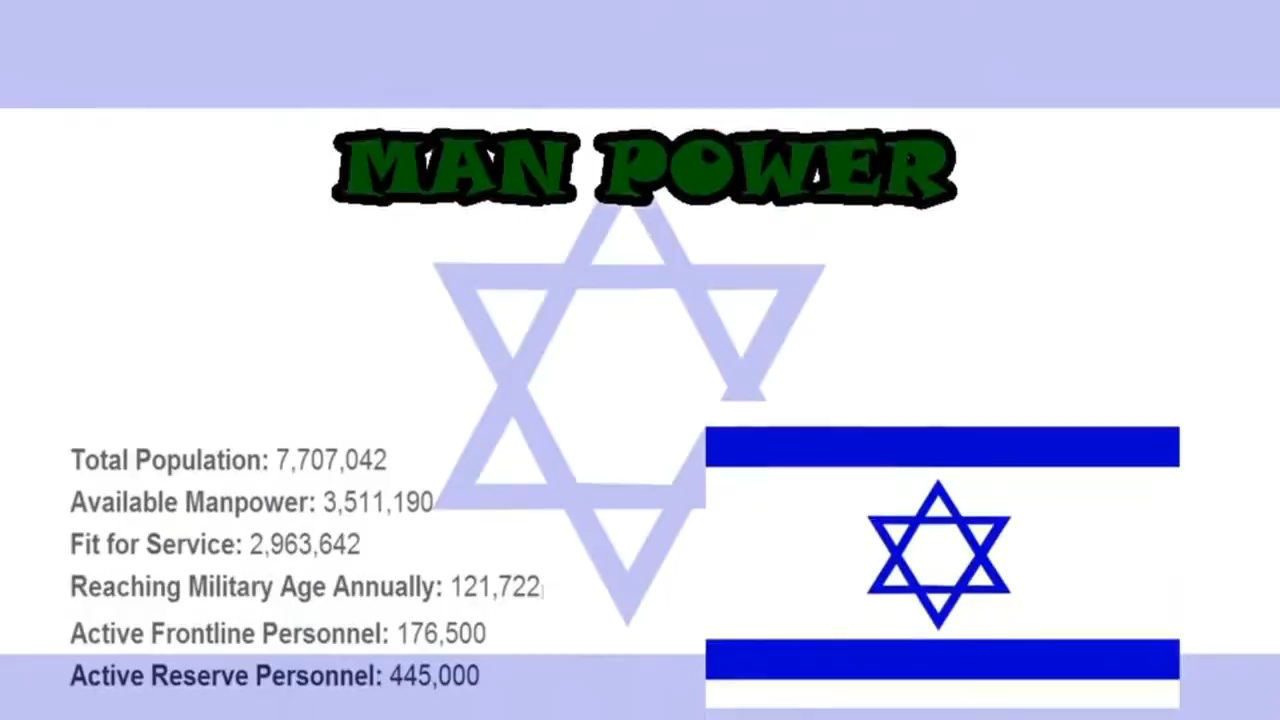 MAN POWER
Total Population: 7,707,042
Available Manpower: 3,511,190
Fit for Service: 2,963,642
Reaching Military Age Annually: 121,722
Active Frontline Personnel: 176,500
Active Reserve Personnel: 445,000